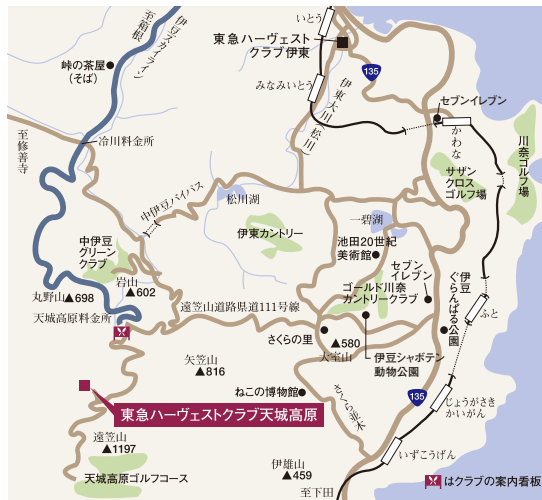 いとう
東急ハーヴェスト
クラブ伊東
至箱根
伊豆スカイライン
峠の茶屋
(そば)
135
みなみいとう
伊東大川(松川)
セブンイレブン
かわな
川奈ゴルフ場
冷川料金所
至修善寺
サザン
クロス
ゴルフ場
中伊豆バイパス
松川湖
一碧湖
伊東カントリー
池田20世紀
美術館
中伊豆
グリーン
クラブ
セブン
イレブン
岩山
▲602
ゴールド川奈
カントリークラブ
伊豆
ぐらんぱる公園
丸野山▲698
遠笠山道路県道111号線
ふと
天城高原料金所
さくらの里
▲580
大室山
伊豆シャボテン
動物公園
矢筈山
▲816
ねこの博物館
さくら並木
135
じょうがさき
かいがん
東急ハーヴェストクラブ天城高原
遠笠山
▲1197
いずこうげん
天城高原ゴルフコース
伊雄山
▲459
至下田
はクラブの案内看板